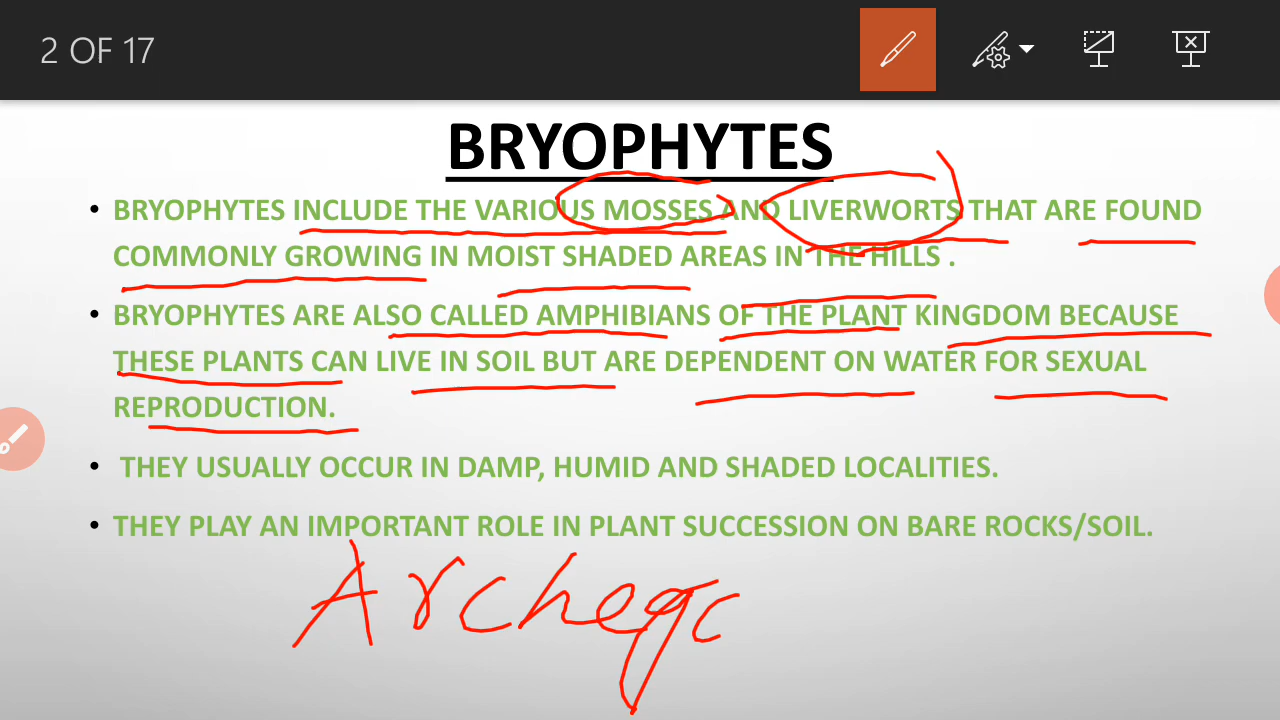 2 OF 17
BRYOPHYTES
• BRYOPHYTES INCLUDE THE VARIOUS MOSSES AND LIVERWORTS THAT ARE FOUND
COMMONLY GROWING IN MOIST SHADED AREAS IN THE HILLS .
• BRYOPHYTES ARE ALSO CALLED AMPHIBIANS OF THE PLANT KINGDOM BECAUSE
THESE PLANTS CAN LIVE IN SOIL BUT ARE DEPENDENT ON WATER FOR SEXUAL
REPRODUCTION.
• THEY USUALLY OCCUR IN DAMP, HUMID AND SHADED LOCALITIES.
• THEY PLAY AN IMPORTANT ROLE IN PLANT SUCCESSION ON BARE ROCKS/SOIL.